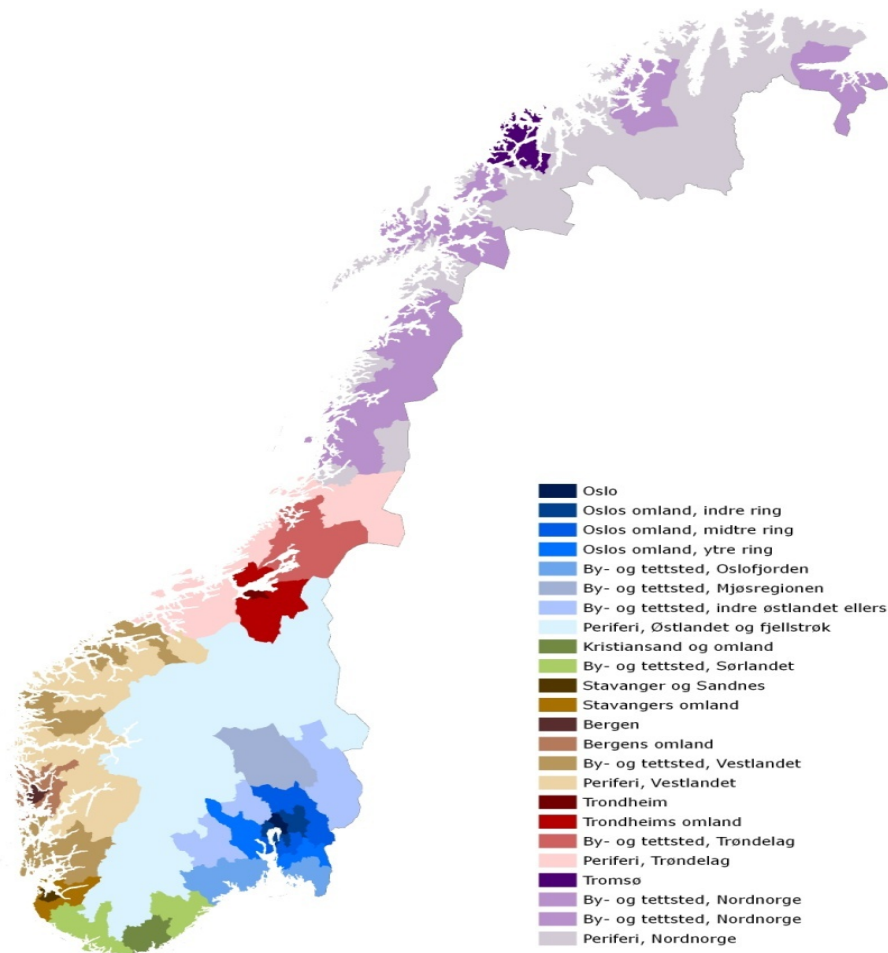 Oslo
Oslos omland, indre ring
Oslos omland, midtre ring
Oslos omland, ytre ring
By- og tettsted, Oslofjorden
By- og tettsted, Mjøsregionen
By- og tettsted, indre østlandet ellers
Periferi, Østlandet og fjellstrøk
Kristiansand og omland
By- og tettsted, Sørlandet
Stavanger og Sandnes
Stavangers omland
Bergen
Bergens omland
By- og tettsted, Vestlandet
Periferi, Vestlandet
Trondheim
Trondheims omland
By- og tettsted, Trøndelag
Periferi, Trøndelag
Tromsø
By- og tettsted, Nordnorge
By- og tettsted, Nordnorge
Periferi, Nordnorge